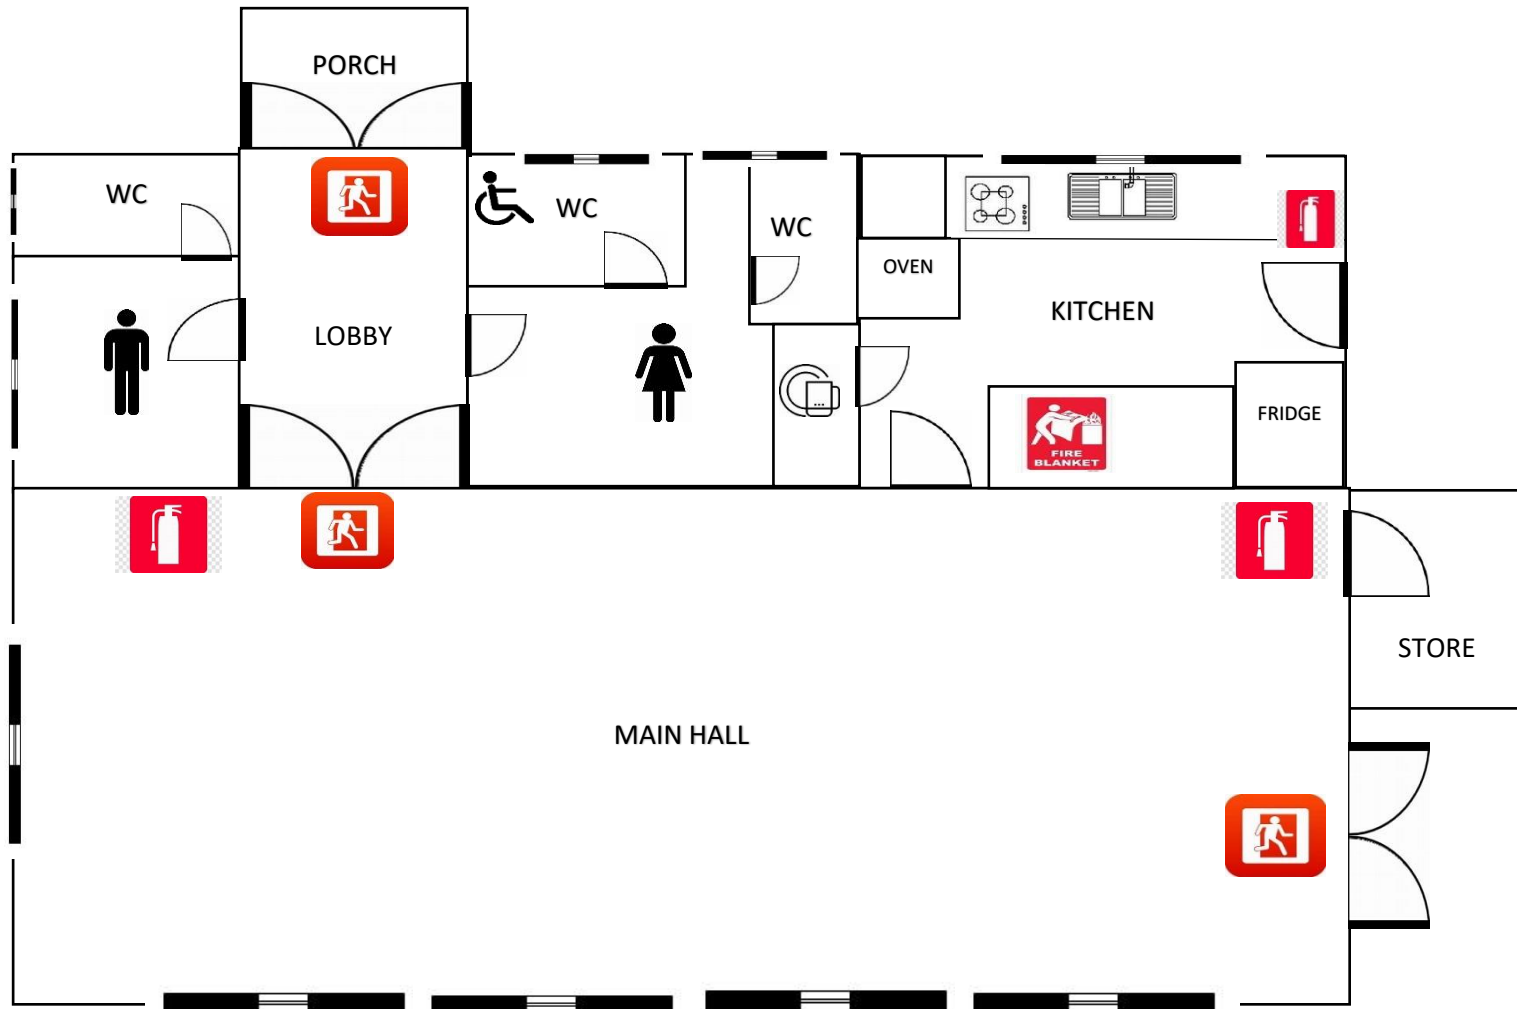 PORCH
WC
WC
WC
OVEN
KITCHEN
LOBBY
FIRE
BLANKET
FRIDGE
STORE
MAIN HALL